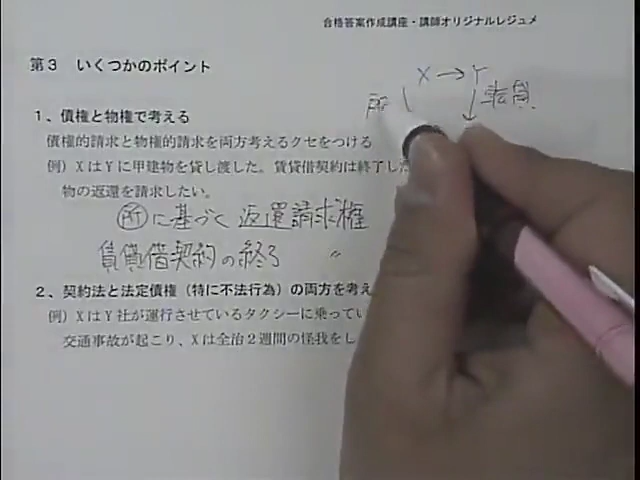 合格答案作成講座・講師オリジナルレジュメ
第3 いくつかのポイント
X→Y
所
転貸
1、債権と物権で考える
債権的請求と物権的請求を両方考えるクセをつける
例）XはYに甲建物を貸し渡した。賃貸借契約は終了した
物の返還を請求したい。
所に基づく返還請求権
賃貸借契約の終了 〃
2、契約法と法定債権（特に不法行為）の両方を考え
例）XはY社が運行させているタクシーに乗ってい
交通事故が起こり、Xは全治2週間の怪我をし